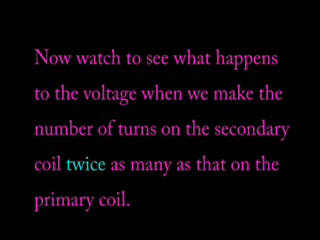 Now watch to see what happens
to the voltage when we make the
number of turns on the secondary
coil twice as many as that on the
primary coil.